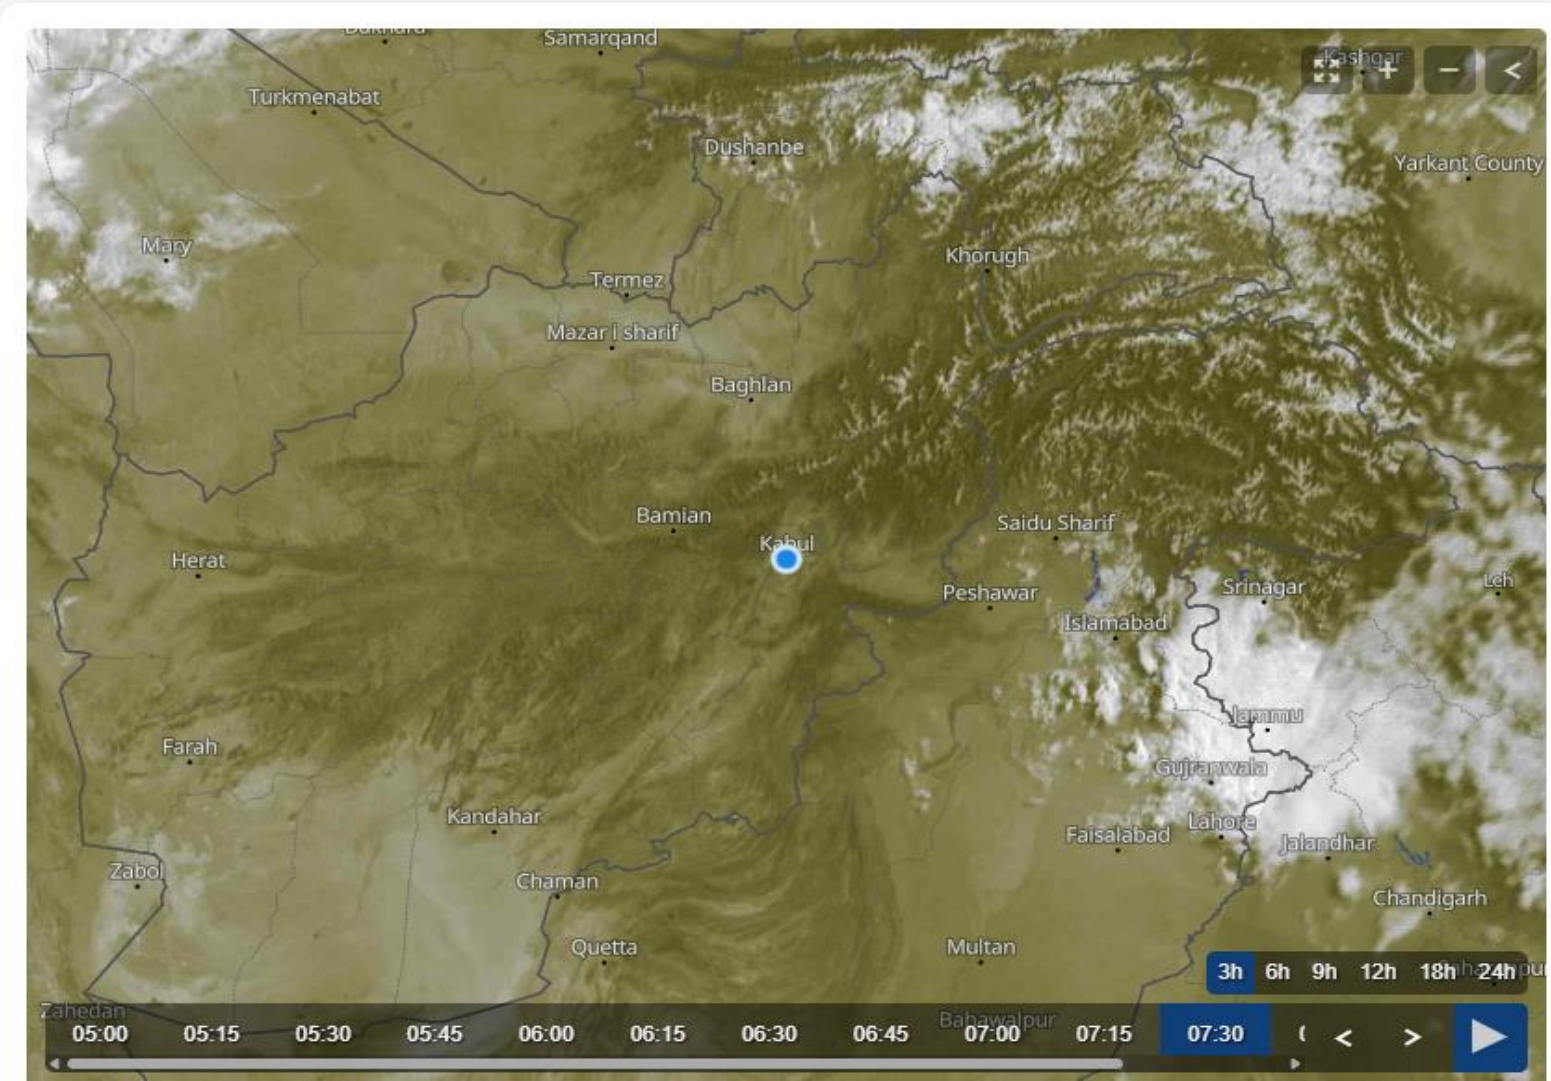 Bukhara
Samarqand
Kashgar
+
−
<
Turkmenabat
Dushanbe
Yarkant County
Mary
Khorugh
Termez
Mazar i sharif
Baghlan
Bamian
Saidu Sharif
Kabul
Herat
Leh
Srinagar
Peshawar
Islamabad
Jammu
Farah
Gujranwala
Kandahar
Lahore
Faisalabad
Jalandhar
Zabol
Chaman
Chandigarh
Quetta
Multan
3h 6h 9h 12h 18h 24h
Zahedan
Bahawalpur
05:00 05:15 05:30 05:45 06:00 06:15 06:30 06:45 07:00 07:15 07:30 < >